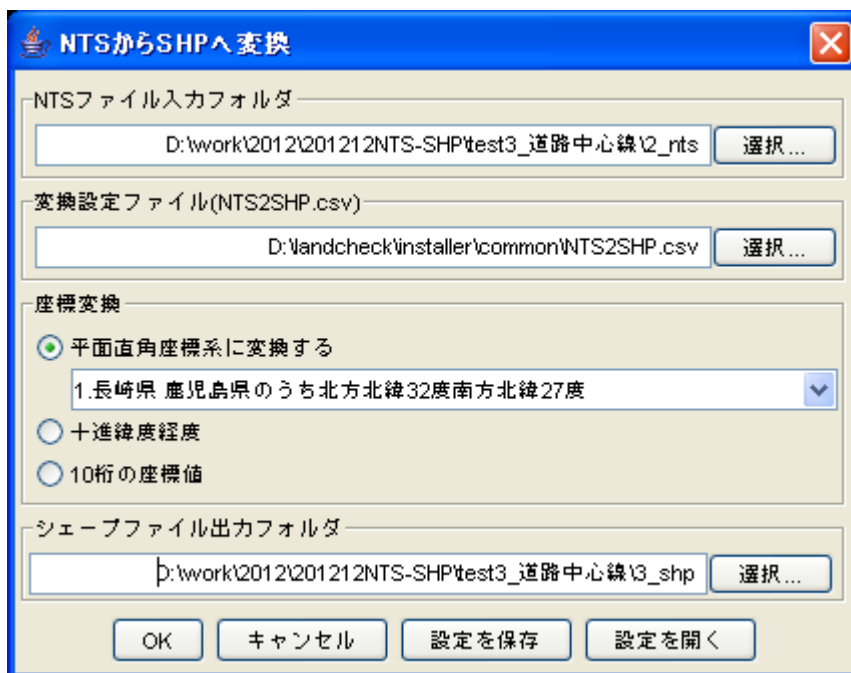 NTSからSHPへ変換
NTSファイル入力フォルダ
D:\work\2012\201212NTS-SHP\test3_道路中心線\2_nts
選択...
変換設定ファイル(NTS2SHP.csv)
D:\landcheck\installer\common\NTS2SHP.csv
選択...
座標変換
平面直角座標系に変換する
1.長崎県 鹿児島県のうち北方北緯32度南方北緯27度
十進緯度経度
10桁の座標値
シェープファイル出力フォルダ
D:\work\2012\201212NTS-SHP\test3_道路中心線\3_shp
選択...
OK キャンセル 設定を保存 設定を開く